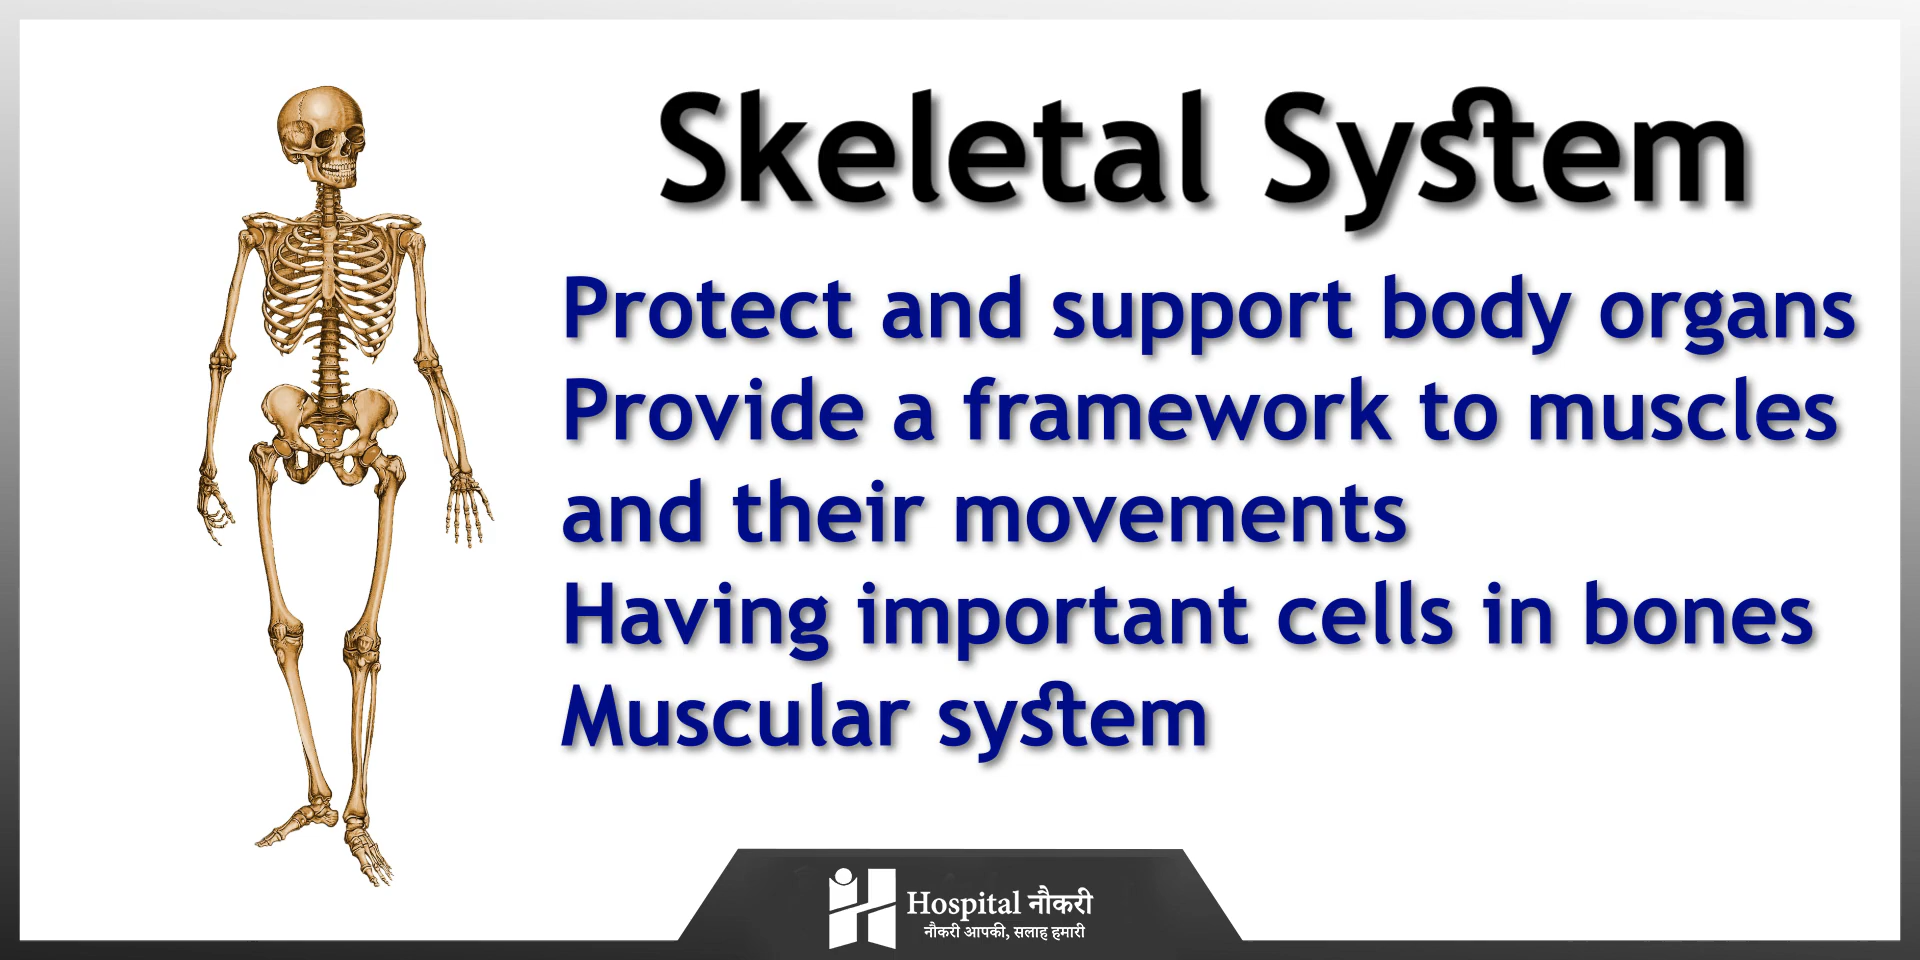 Skeletal System
Protect and support body organs
Provide a framework to muscles
and their movements
Having important cells in bones
Muscular system
Hospital नौकरी
नौकरी आपकी, सलाह हमारी